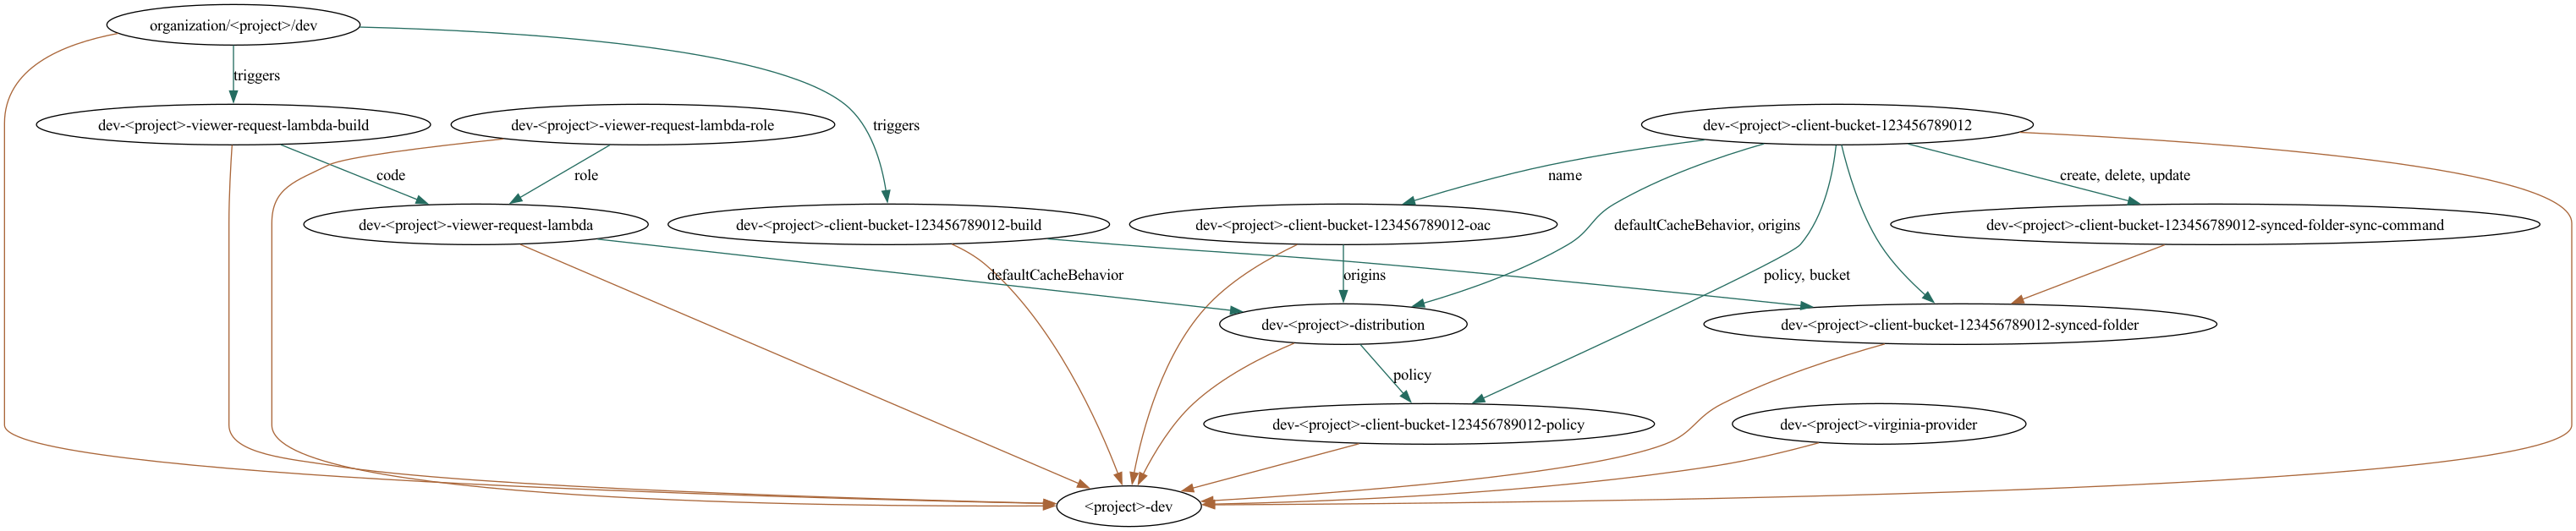 organization/<project>/dev
triggers
dev-<project>-viewer-request-lambda-build
dev-<project>-viewer-request-lambda-role
triggers
dev-<project>-client-bucket-123456789012
code
role
name
create, delete, update
dev-<project>-viewer-request-lambda
dev-<project>-client-bucket-123456789012-build
dev-<project>-client-bucket-123456789012-oac
defaultCacheBehavior, origins
dev-<project>-client-bucket-123456789012-synced-folder-sync-command
defaultCacheBehavior
origins
policy, bucket
dev-<project>-distribution
dev-<project>-client-bucket-123456789012-synced-folder
policy
dev-<project>-client-bucket-123456789012-policy
dev-<project>-virginia-provider
<project>-dev